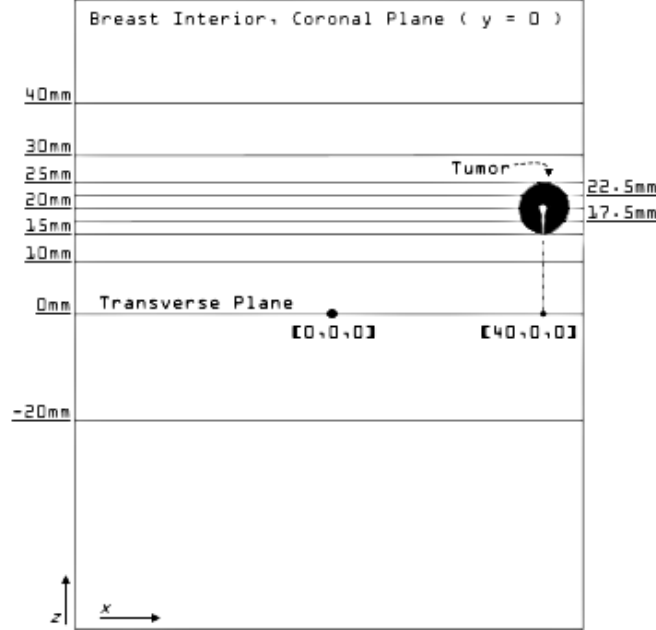 Breast Interior, Coronal Plane ( y = 0 )
40mm
30mm
25mm
Tumor
22.5mm
20mm
17.5mm
15mm
10mm
0mm
Transverse Plane
[0,0,0]
[40,0,0]
-20mm
z
x